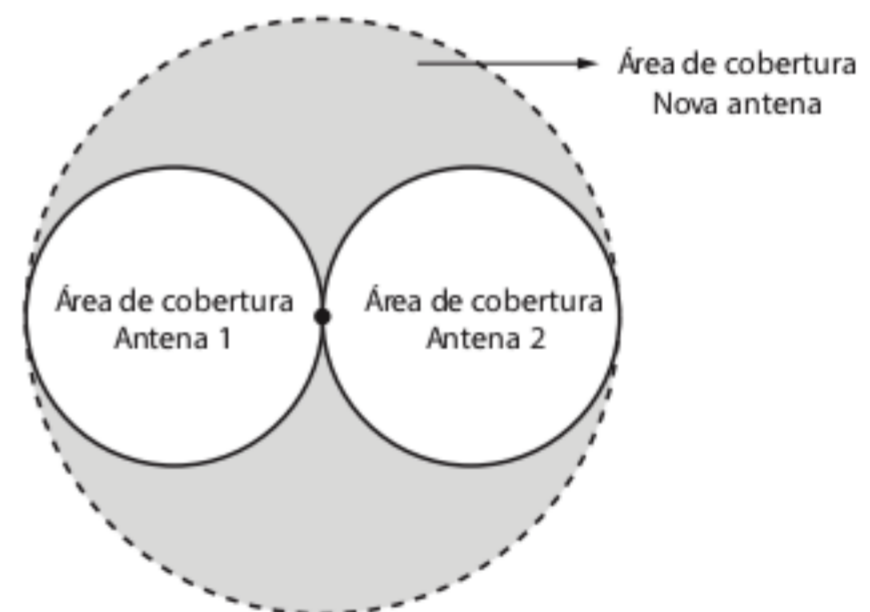 Área de cobertura
Nova antena
Área de cobertura
Antena 1
Área de cobertura
Antena 2